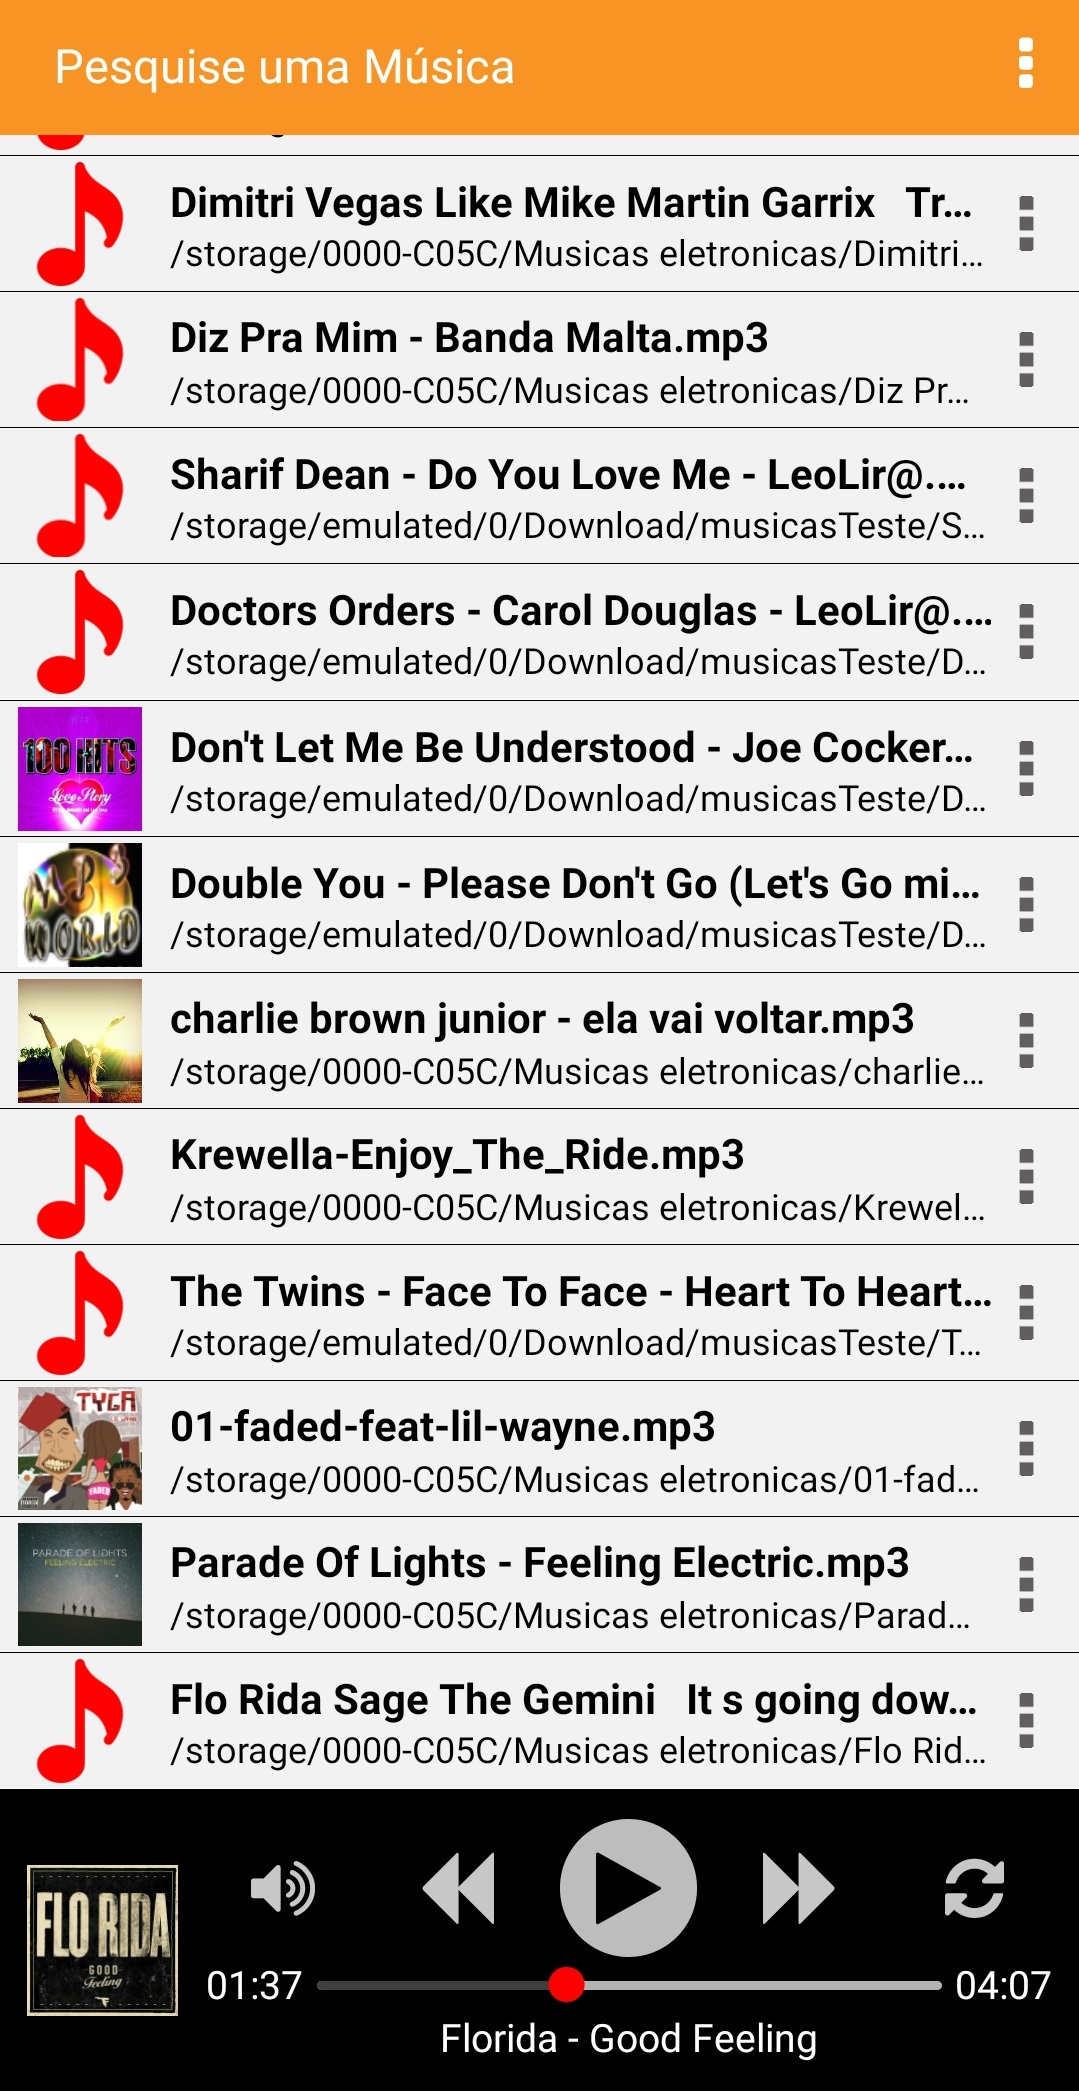 Pesquise uma Música
Dimitri Vegas Like Mike Martin Garrix   Tr...
/storage/0000-C05C/Musicas eletronicas/Dimitri...
Diz Pra Mim - Banda Malta.mp3
/storage/0000-C05C/Musicas eletronicas/Diz Pr...
Sharif Dean - Do You Love Me - LeoLir@....
/storage/emulated/0/Download/musicasTeste/S...
Doctors Orders - Carol Douglas - LeoLir@....
/storage/emulated/0/Download/musicasTeste/D...
100 HITS
Love Story
Don't Let Me Be Understood - Joe Cocker...
/storage/emulated/0/Download/musicasTeste/D...
MP3
WORLD
Double You - Please Don't Go (Let's Go mi...
/storage/emulated/0/Download/musicasTeste/D...
charlie brown junior - ela vai voltar.mp3
/storage/0000-C05C/Musicas eletronicas/charlie...
Krewella-Enjoy_The_Ride.mp3
/storage/0000-C05C/Musicas eletronicas/Krewel...
The Twins - Face To Face - Heart To Heart...
/storage/emulated/0/Download/musicasTeste/T...
TYGA
FADED
01-faded-feat-lil-wayne.mp3
/storage/0000-C05C/Musicas eletronicas/01-fad...
PARADE OF LIGHTS
FEELING ELECTRIC
Parade Of Lights - Feeling Electric.mp3
/storage/0000-C05C/Musicas eletronicas/Parad...
Flo Rida Sage The Gemini   It s going dow...
/storage/0000-C05C/Musicas eletronicas/Flo Rid...
FLO RIDA
GOOD
Feeling
01:37
04:07
Florida - Good Feeling